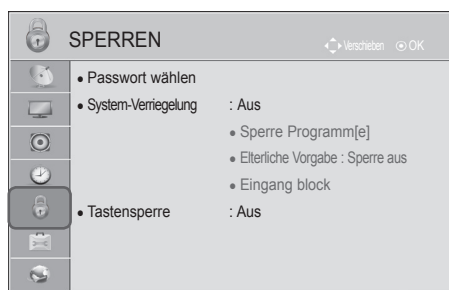 SPERREN
Verschieben OK
• Passwort wählen
• System-Verriegelung : Aus
• Sperre Programm[e]
• Elterliche Vorgabe : Sperre aus
• Eingang block
• Tastensperre : Aus